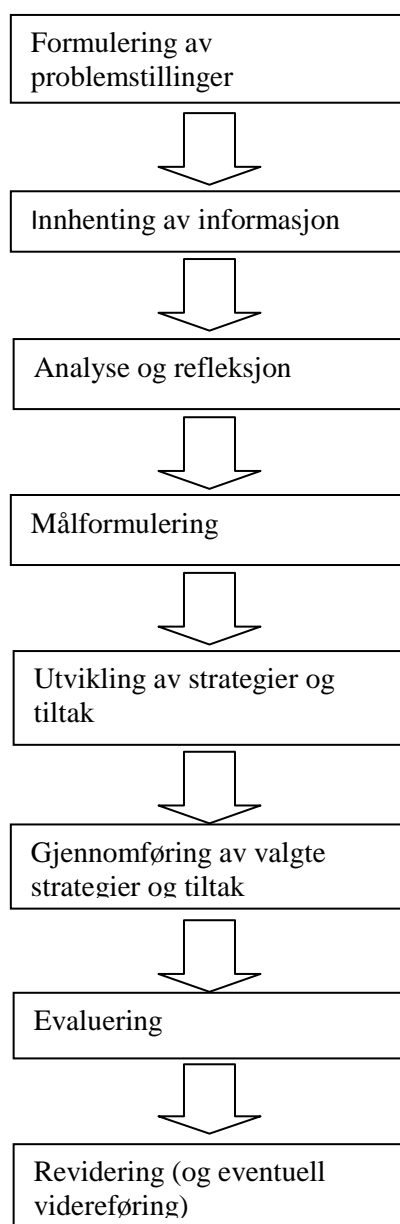 Formulering av
problemstillinger
Innhenting av informasjon
Analyse og refleksjon
Målformulering
Utvikling av strategier og
tiltak
Gjennomføring av valgte
strategier og tiltak
Evaluering
Revidering (og eventuell
videreføring)